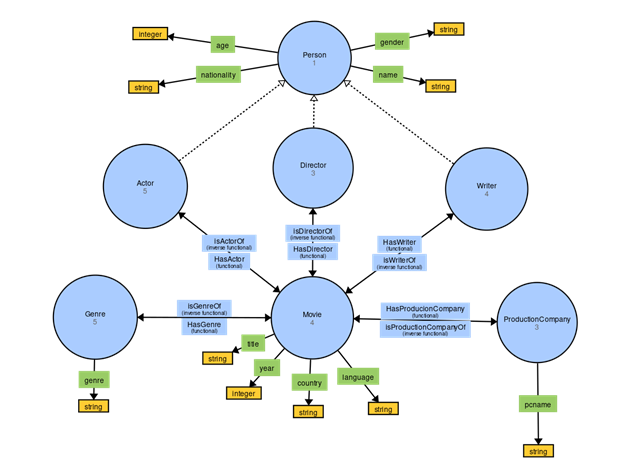 Person
1
integer
age
gender
string
string
nationality
name
string
Actor
5
Director
3
Writer
4
isActorOf
(inverse functional)
HasActor
(functional)
isDirectorOf
(inverse functional)
HasDirector
(functional)
HasWriter
(functional)
isWriterOf
(inverse functional)
Genre
5
isGenreOf
(inverse functional)
HasGenre
(functional)
Movie
4
HasProducionCompany
(functional)
isProductionCompanyOf
(inverse functional)
ProductionCompany
3
title
string
year
integer
country
string
language
string
genre
string
pcname
string